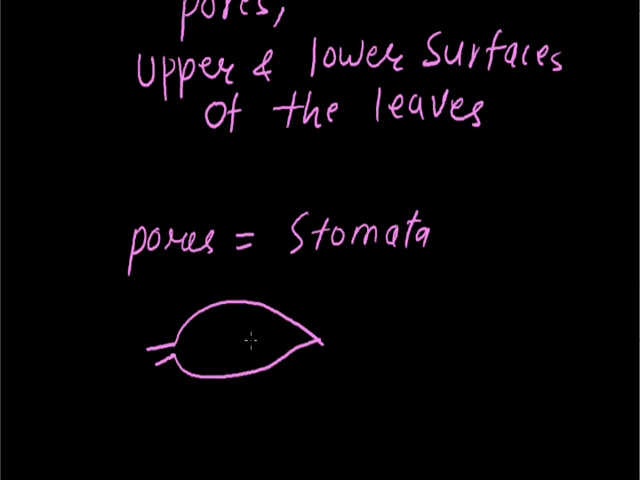 pores,
Upper & lower Surfaces
of the leaves
pores = Stomata